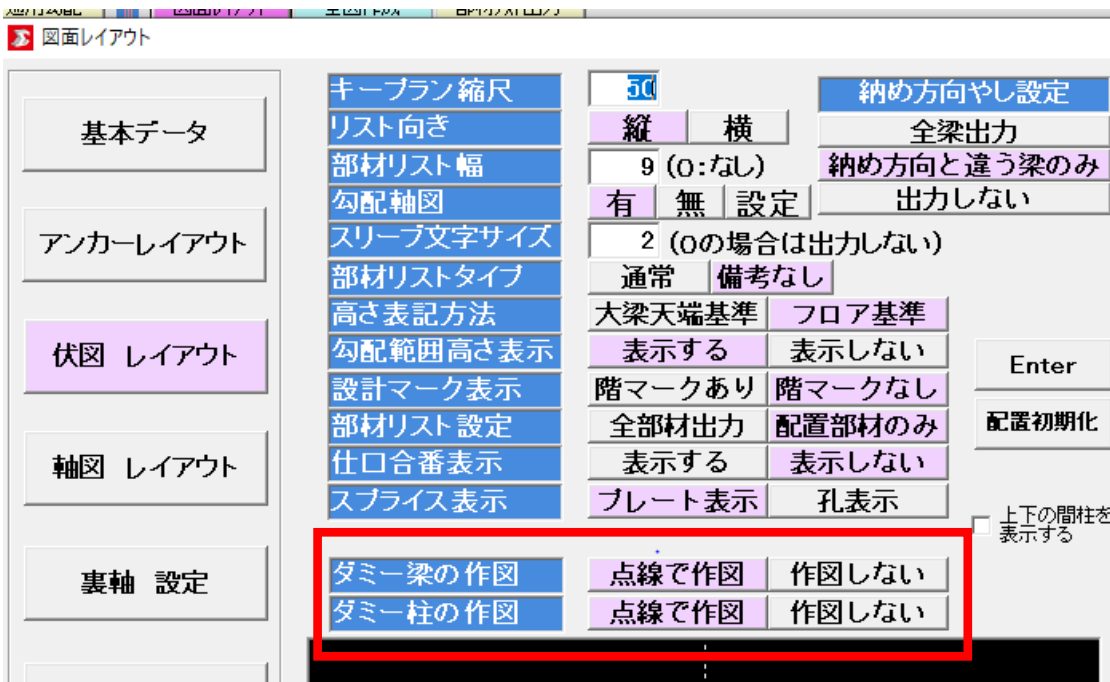 図面レイアウト
基本データ
アンカーレイアウト
伏図 レイアウト
軸図 レイアウト
裏軸 設定
キープラン縮尺 50
リスト向き 縦 横
部材リスト幅 9 (0:なし)
勾配軸図 有 無 設定
スリーブ文字サイズ 2 (0の場合は出力しない)
部材リストタイプ 通常 備考なし
高さ表記方法 大梁天端基準 フロア基準
勾配範囲高さ表示 表示する 表示しない
設計マーク表示 階マークあり 階マークなし
部材リスト設定 全部材出力 配置部材のみ
仕口合番表示 表示する 表示しない
スプライス表示 プレート表示 孔表示
ダミー梁の作図 点線で作図 作図しない
ダミー柱の作図 点線で作図 作図しない
納め方向やし設定
全梁出力
納め方向と違う梁のみ
出力しない
Enter
配置初期化
上下の間柱を
表示する